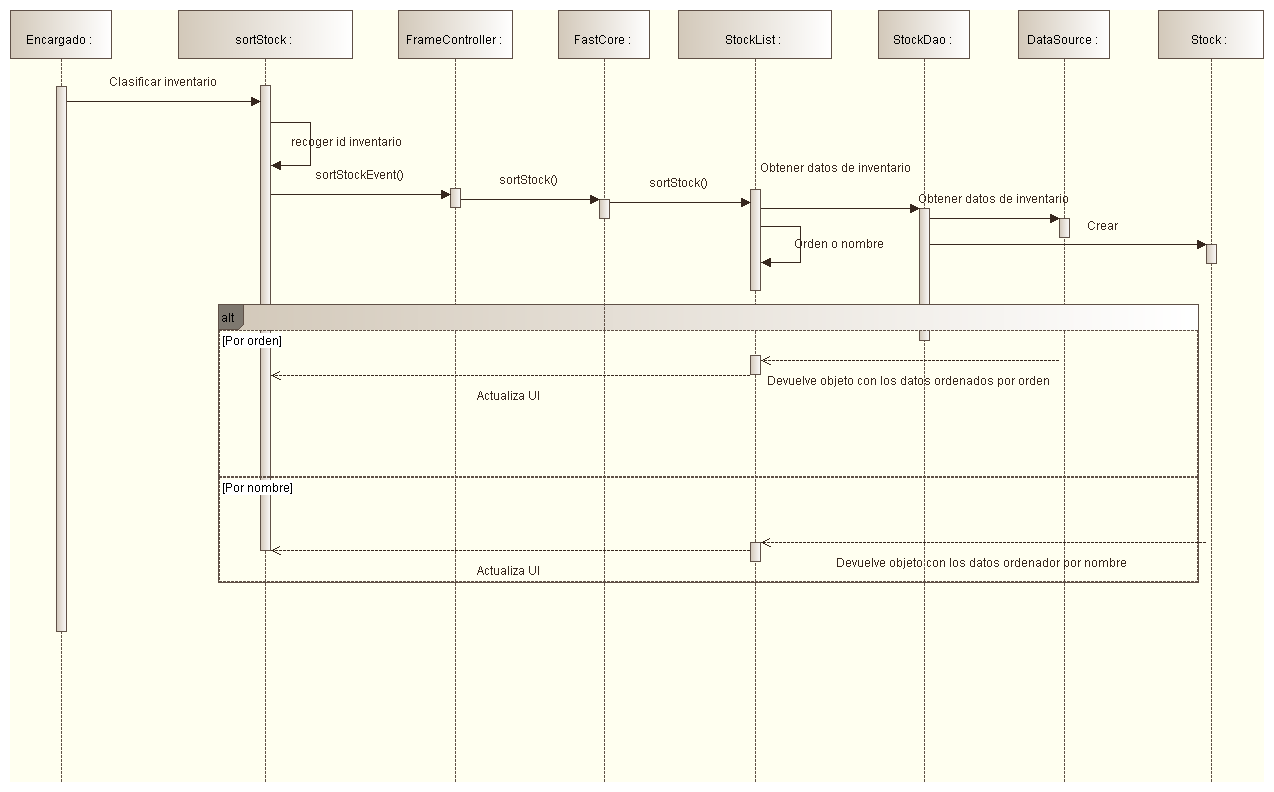 Encargado :
sortStock :
FrameController :
FastCore :
StockList :
StockDao :
DataSource :
Stock :
Clasificar inventario
recoger id inventario
sortStockEvent()
sortStock()
sortStock()
Obtener datos de inventario
Obtener datos de inventario
Crear
Orden o nombre
alt
[Por orden]
Devuelve objeto con los datos ordenados por orden
Actualiza UI
[Por nombre]
Devuelve objeto con los datos ordenador por nombre
Actualiza UI